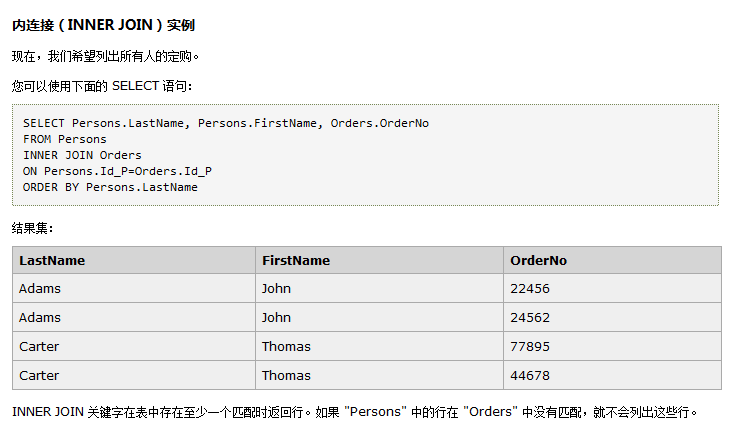 内连接（INNER JOIN）实例
现在，我们希望列出所有人的定购。
您可以使用下面的 SELECT 语句：
SELECT Persons.LastName, Persons.FirstName, Orders.OrderNo
FROM Persons
INNER JOIN Orders
ON Persons.Id_P=Orders.Id_P
ORDER BY Persons.LastName
结果集：
LastName FirstName OrderNo
Adams John 22456
Adams John 24562
Carter Thomas 77895
Carter Thomas 44678
INNER JOIN 关键字在表中存在至少一个匹配时返回行。如果 "Persons" 中的行在 "Orders" 中没有匹配，就不会列出这些行。